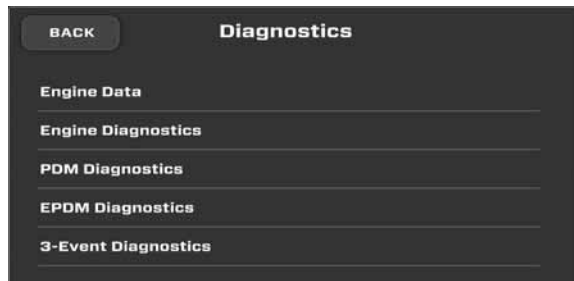 BACK
Diagnostics
Engine Data
Engine Diagnostics
PDM Diagnostics
EPDM Diagnostics
3-Event Diagnostics